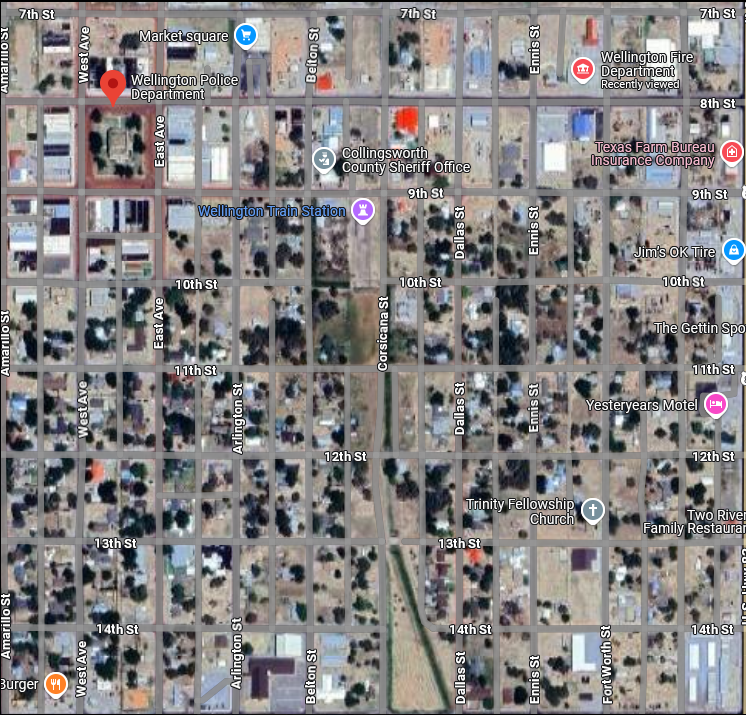 7th St
7th St
7th St
Amarillo St
West Ave
Market square
Belton St
Ennis St
Wellington Fire
Department
Recently viewed
Wellington Police
Department
8th St
East Ave
Collingsworth
County Sheriff Office
Texas Farm Bureau
Insurance Company
9th St
9th St
Wellington Train Station
Dallas St
Ennis St
Jim's OK Tire
10th St
10th St
10th St
Amarillo St
East Ave
Corsicana St
The Gettin Spo
11th St
11th St
West Ave
Arlington St
Dallas St
Ennis St
Yesteryears Motel
12th St
12th St
Trinity Fellowship
Church
Two River
Family Restauran
13th St
13th St
Amarillo St
14th St
14th St
14th St
West Ave
Arlington St
Belton St
Dallas St
Ennis St
Fort Worth St
Burger